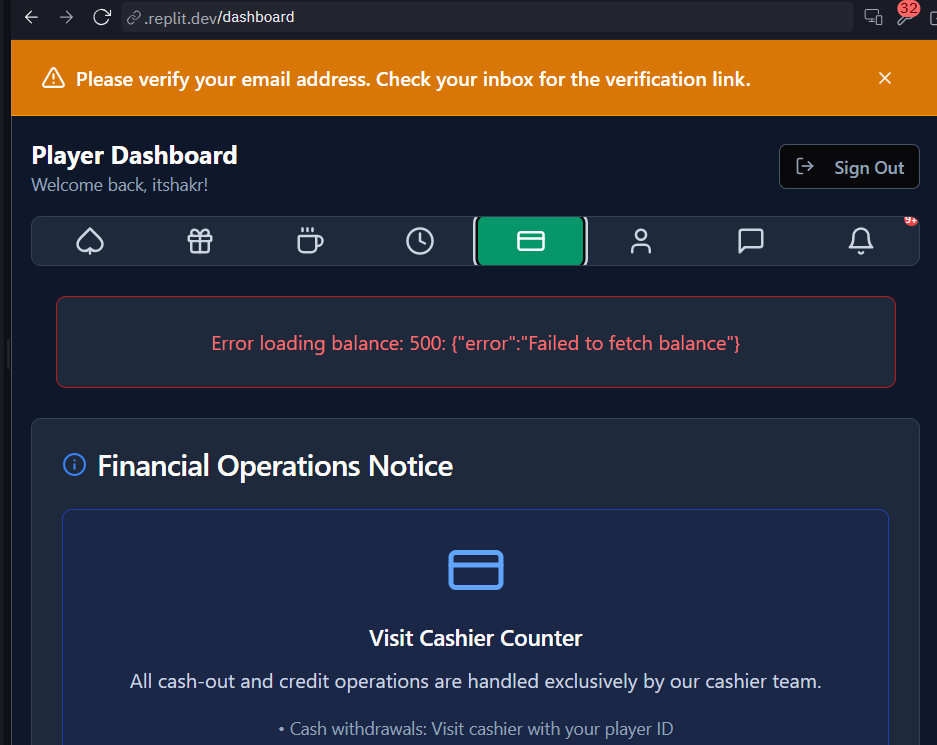 .replit.dev/dashboard
32
Please verify your email address. Check your inbox for the verification link.
Player Dashboard
Welcome back, itshakr!
Sign Out
9+
Error loading balance: 500: {"error":"Failed to fetch balance"}
Financial Operations Notice
Visit Cashier Counter
All cash-out and credit operations are handled exclusively by our cashier team.
• Cash withdrawals: Visit cashier with your player ID